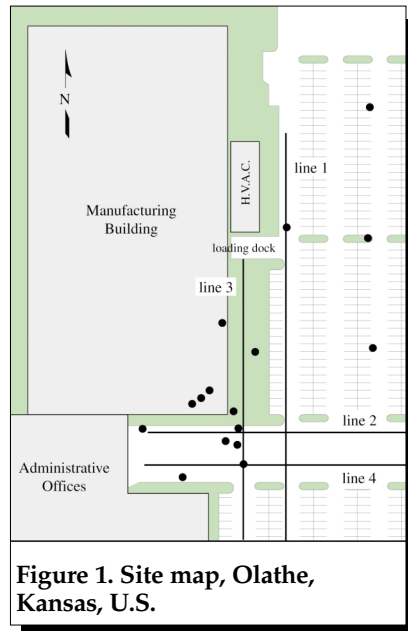 N
H.V.A.C.
line 1
Manufacturing
Building
loading dock
line 3
line 2
Administrative
Offices
line 4
Figure 1. Site map, Olathe,
Kansas, U.S.